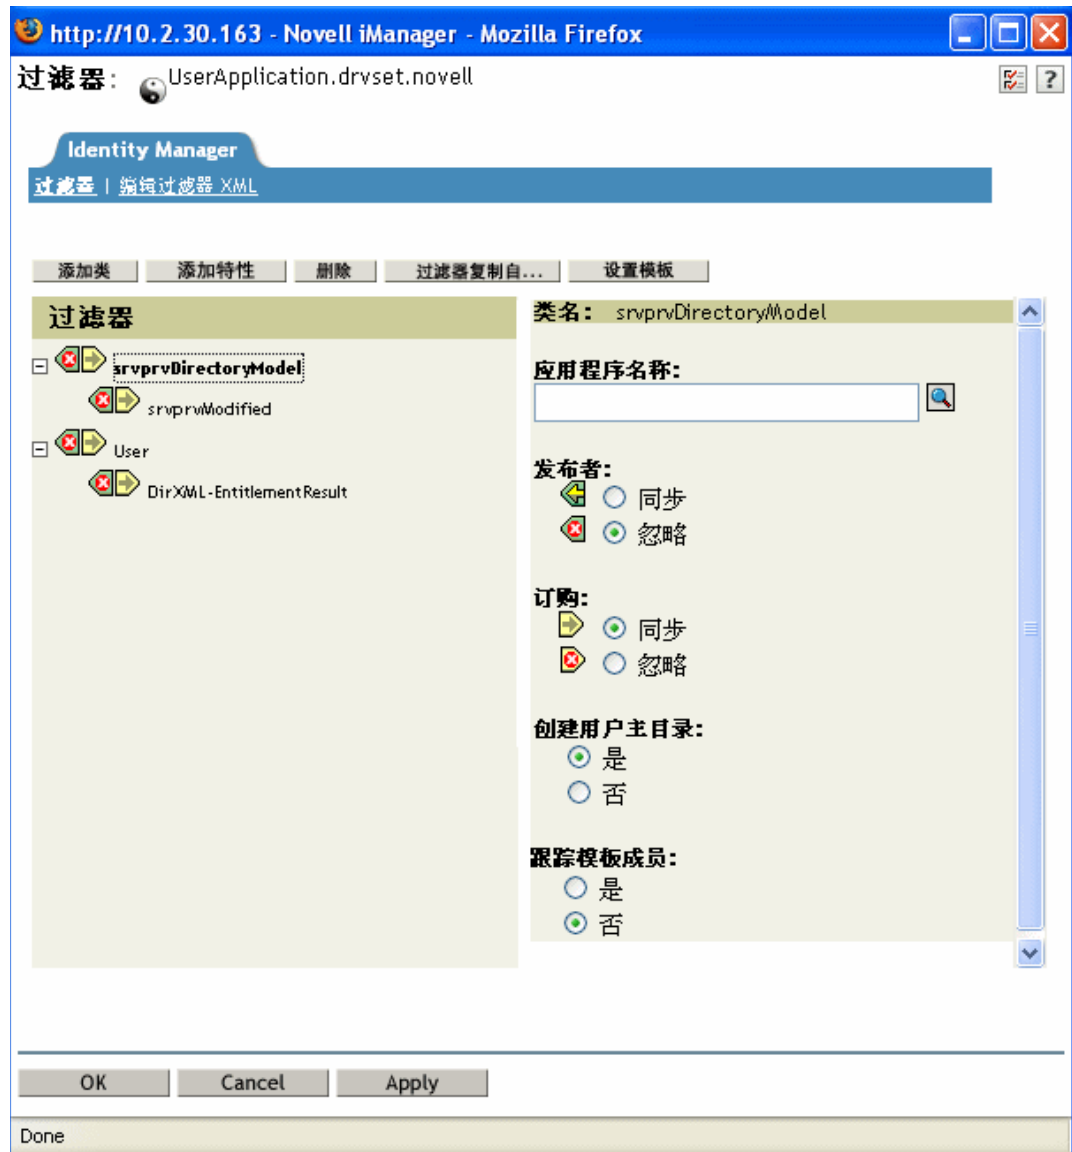 http://10.2.30.163 - Novell iManager - Mozilla Firefox
过滤器: UserApplication.drvset.novell
Identity Manager
过滤器 | 编辑过滤器 XML
添加类 添加特性 删除 过滤器复制自... 设置模板
过滤器
srvprvDirectoryModel
srvprvModified
User
DirXML-EntitlementResult
类名: srvprvDirectoryModel
应用程序名称:
发布者:
同步
忽略
订购:
同步
忽略
创建用户主目录:
是
否
跟踪模板成员:
是
否
OK Cancel Apply
Done